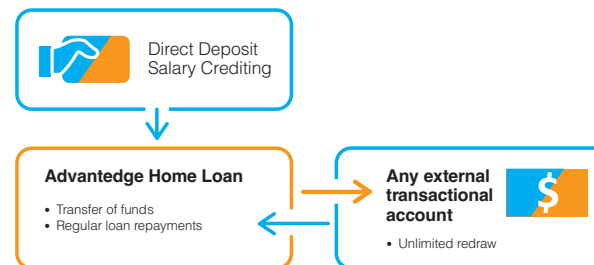 Direct Deposit
Salary Crediting
Advantedge Home Loan
• Transfer of funds
• Regular loan repayments
Any external
transactional
account
$
• Unlimited redraw